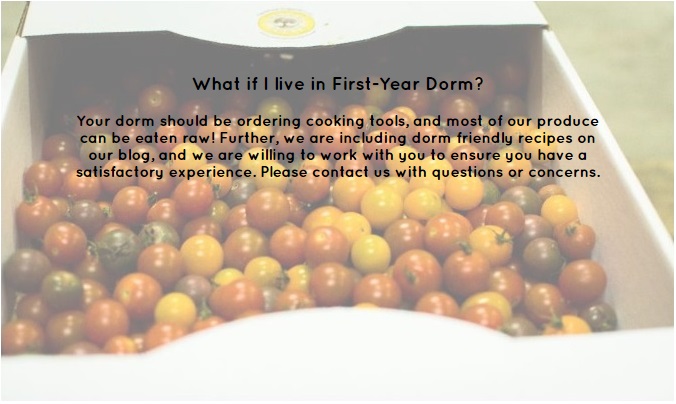 What if I live in First-Year Dorm?
Your dorm should be ordering cooking tools, and most of our produce
can be eaten raw! Further, we are including dorm friendly recipes on
our blog, and we are willing to work with you to ensure you have a
satisfactory experience. Please contact us with questions or concerns.